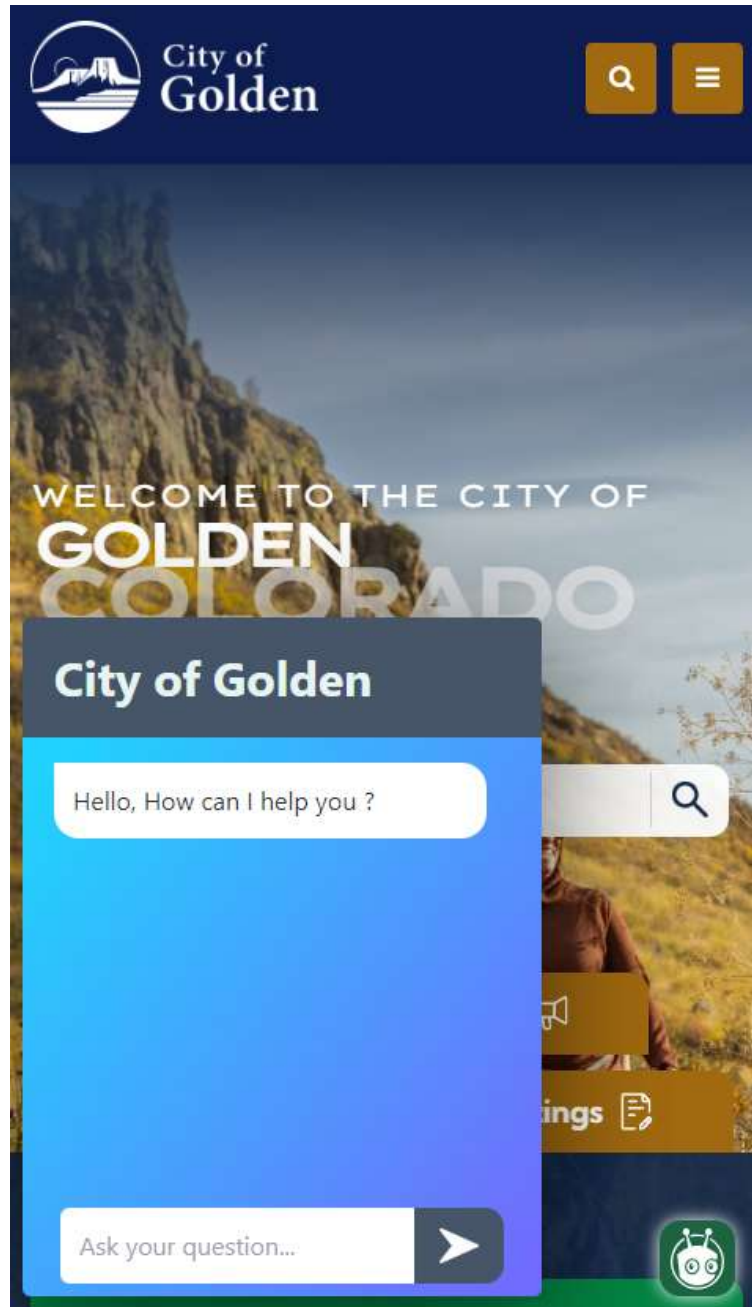 City of
Golden
WELCOME TO THE CITY OF
GOLDEN
COLORADO
City of Golden
Hello, How can I help you ?
ings
Ask your question...